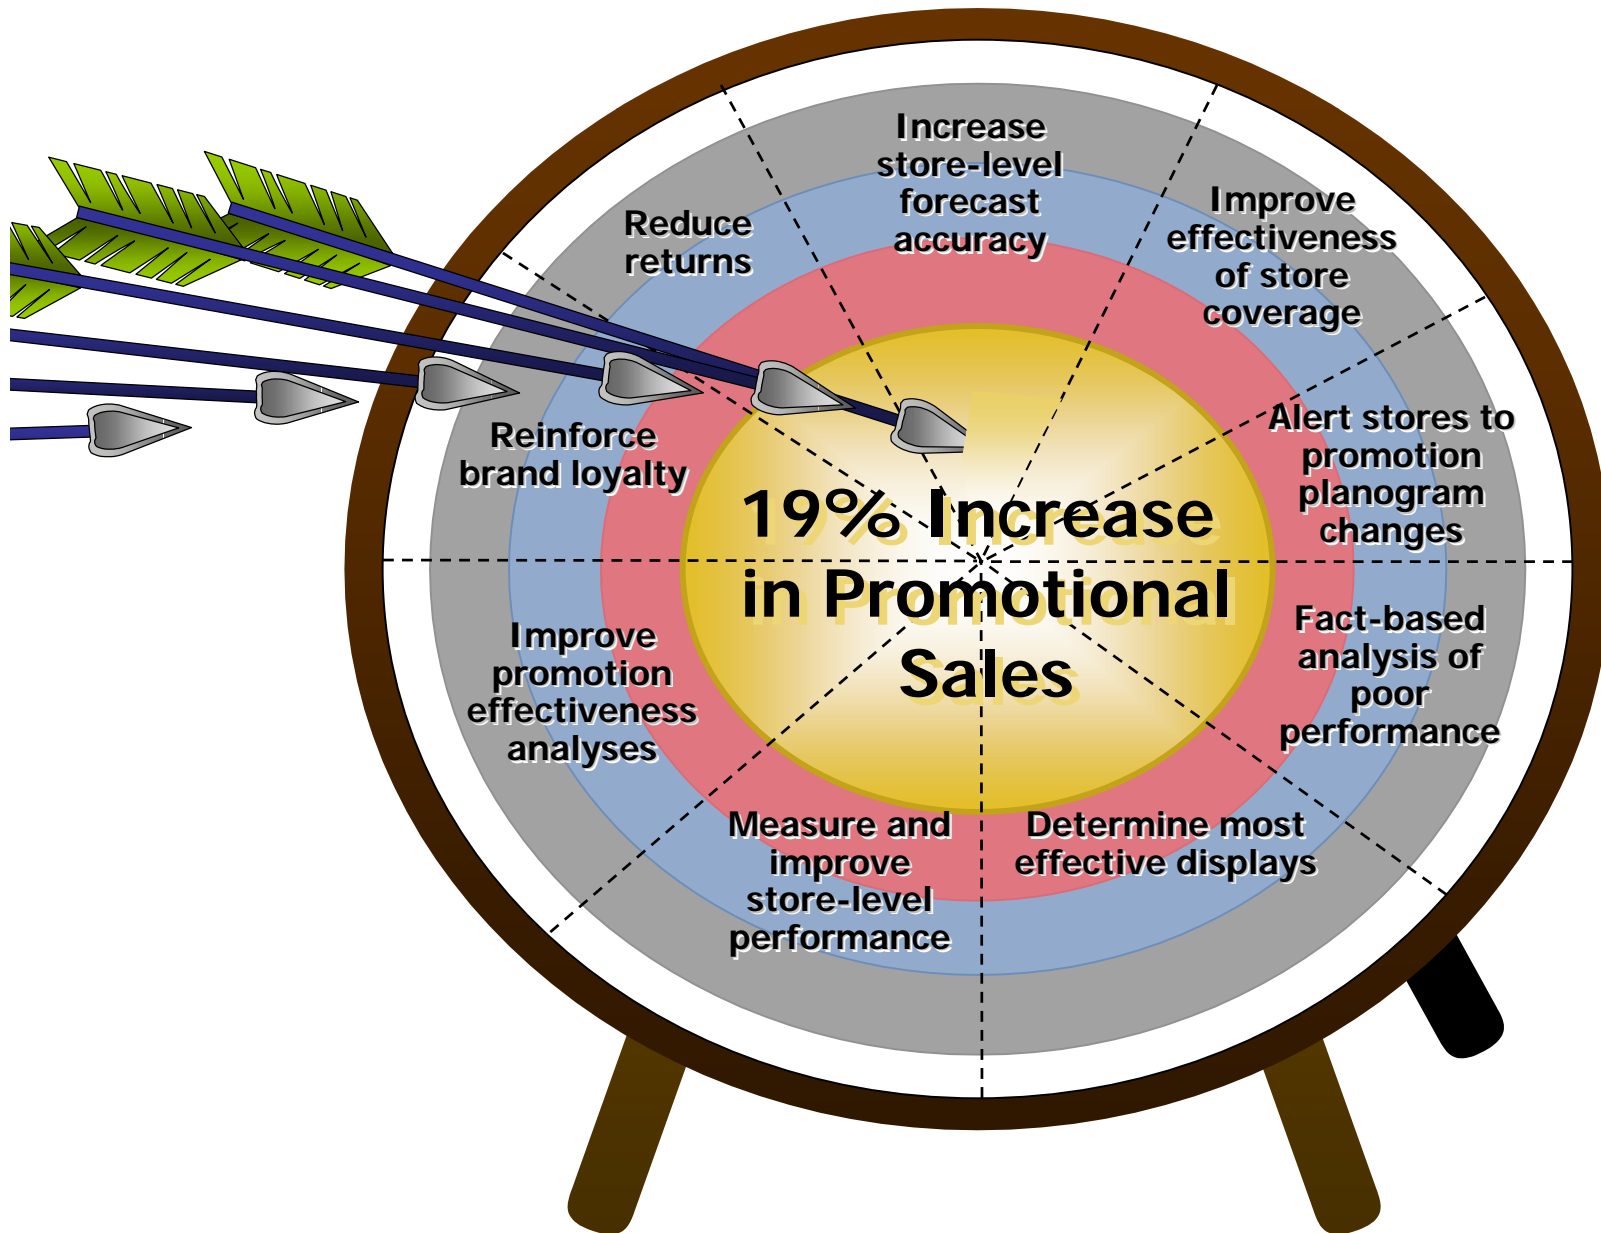 Increase
store-level
forecast
accuracy
Improve
effectiveness
of store
coverage
Alert stores to
promotion
planogram
changes
Fact-based
analysis of
poor
performance
Determine most
effective displays
Measure and
improve
store-level
performance
Improve
promotion
effectiveness
analyses
Reinforce
brand loyalty
Reduce
returns
19% Increase
in Promotional
Sales